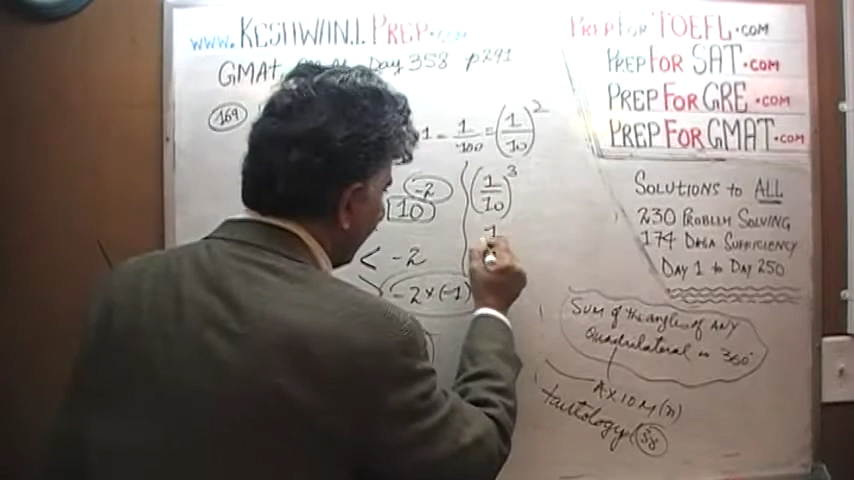 www.KESHWANI PREP.com
GMAT Day 358 p291
169
1 = 1/100 = (1/10)^2
-2
10
(1/10)^3
1
< -2
> -2 × (-1)
PREP FOR TOEFL.COM
PREP FOR SAT.COM
PREP FOR GRE.COM
PREP FOR GMAT.COM
SOLUTIONS to ALL
230 PROBLEM SOLVING
174 DATA SUFFICIENCY
DAY 1 to DAY 250
Sum of the angles of ANY
Quadrilateral is 360°
tautology 38